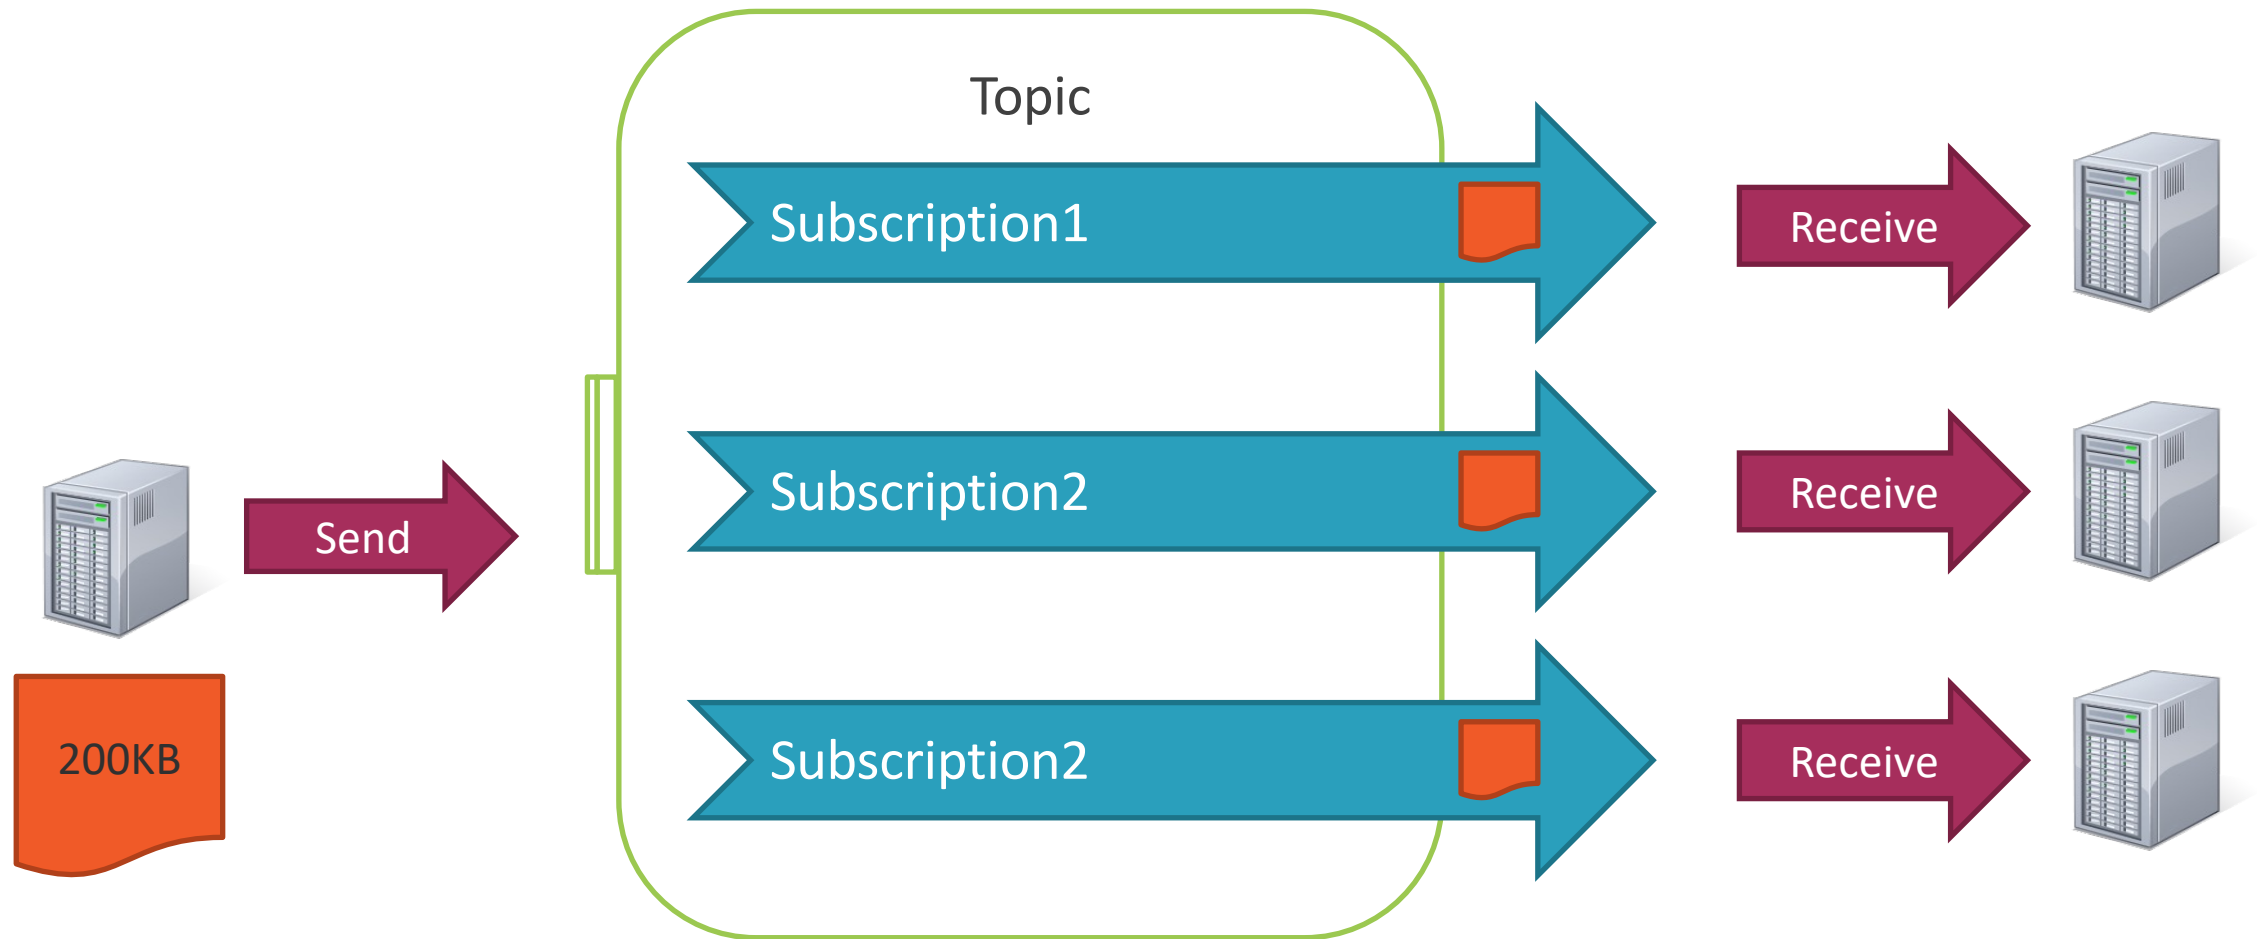 Topic
Subscription1
Receive
Subscription2
Receive
Send
Subscription2
Receive
200KB